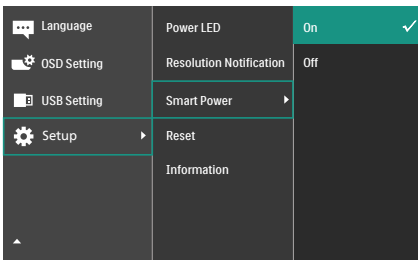 Language
OSD Setting
USB Setting
Setup
Power LED
Resolution Notification
Smart Power
Reset
Information
On
Off